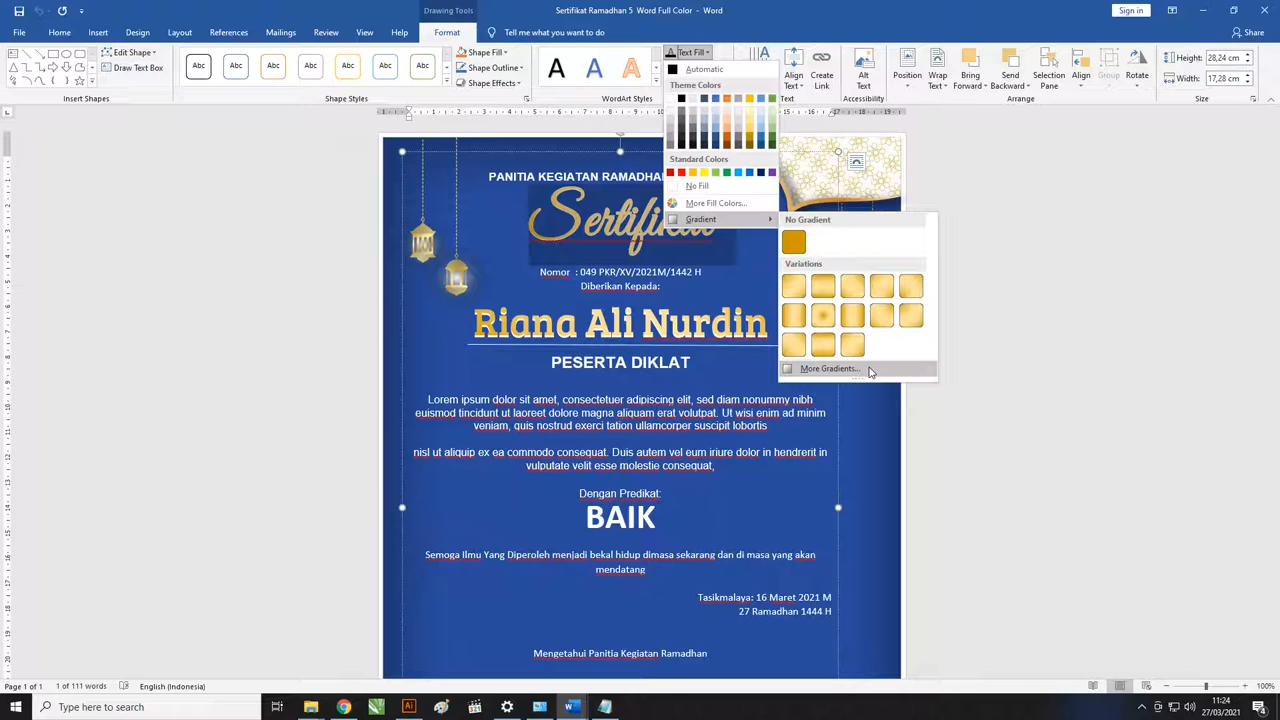 Drawing Tools
Sertifikat Ramadhan 5 Word Full Color - Word
Sign in
File Home Insert Draw Design Layout References Mailings Review View Help Format Tell me what you want to do
Share
Edit Shape
Draw Text Box
Insert Shapes
Abc Abc Abc Abc Abc Abc Abc
Shape Fill
Shape Outline
Shape Effects
Shape Styles
A A A
WordArt Styles
Text Fill
Align Text
Create Link
Text
Alt Text
Accessibility
Position
Wrap Text
Bring Forward
Send Backward
Selection Pane
Align
Group
Rotate
Arrange
Height: 28,24 cm
Width: 17,28 cm
Size
Automatic
Theme Colors
Standard Colors
No Fill
More Fill Colors...
Gradient
No Gradient
Variations
More Gradients...
PANITIA KEGIATAN RAMADHA
Sertifikat
Nomor : 049 PKR/XV/2021M/1442 H
Diberikan Kepada:
Riana Ali Nurdin
PESERTA DIKLAT
Lorem ipsum dolor sit amet, consectetuer adipiscing elit, sed diam nonummy nibh
euismod tincidunt ut laoreet dolore magna aliquam erat volutpat. Ut wisi enim ad minim
veniam, quis nostrud exerci tation ullamcorper suscipit lobortis
nisl ut aliquip ex ea commodo consequat. Duis autem vel eum iriure dolor in hendrerit in
vulputate velit esse molestie consequat,
Dengan Predikat:
BAIK
Semoga Ilmu Yang Diperoleh menjadi bekal hidup dimasa sekarang dan di masa yang akan
mendatang
Tasikmalaya: 16 Maret 2021 M
27 Ramadhan 1444 H
Mengetahui Panitia Kegiatan Ramadhan
Page 1 of 1 1 of 111 words English (Indonesia)
100%
Type here to search
11:24
27/03/2021